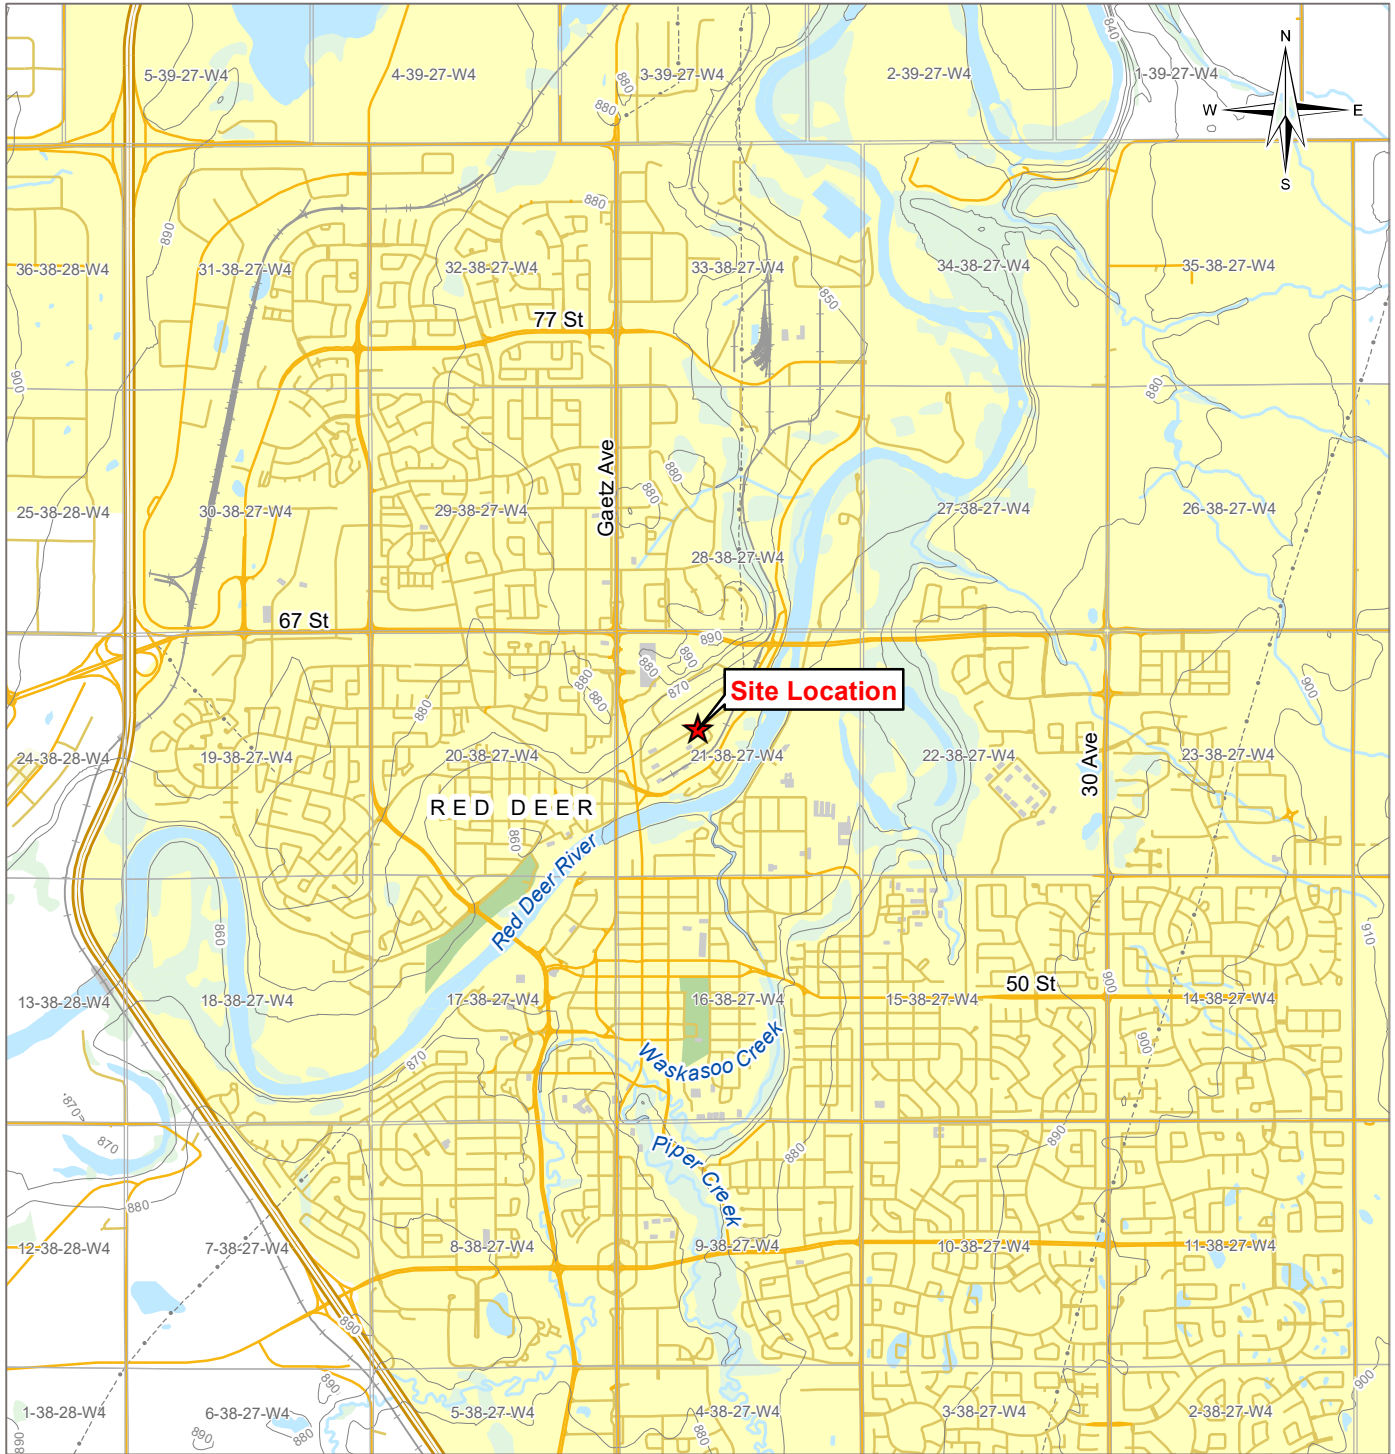 N
W E
S
840
5-39-27-W4
4-39-27-W4
3-39-27-W4
2-39-27-W4
1-39-27-W4
880
880
880
890
36-38-28-W4
31-38-27-W4
32-38-27-W4
33-38-27-W4
34-38-27-W4
35-38-27-W4
850
77 St
900
880
Gaetz Ave
880
880
25-38-28-W4
30-38-27-W4
29-38-27-W4
28-38-27-W4
27-38-27-W4
26-38-27-W4
67 St
890
890
880
870
880
880
880
900
Site Location
24-38-28-W4
19-38-27-W4
20-38-27-W4
21-38-27-W4
22-38-27-W4
30 Ave
23-38-27-W4
RED DEER
860
Red Deer River
860
910
13-38-28-W4
18-38-27-W4
17-38-27-W4
16-38-27-W4
15-38-27-W4
50 St
900
14-38-27-W4
900
Waskasoo Creek
870
870
870
890
880
Piper Creek
880
12-38-28-W4
7-38-27-W4
8-38-27-W4
9-38-27-W4
10-38-27-W4
11-38-27-W4
890
890
900
1-38-28-W4
6-38-27-W4
5-38-27-W4
4-38-27-W4
3-38-27-W4
2-38-27-W4
890
890
880
880